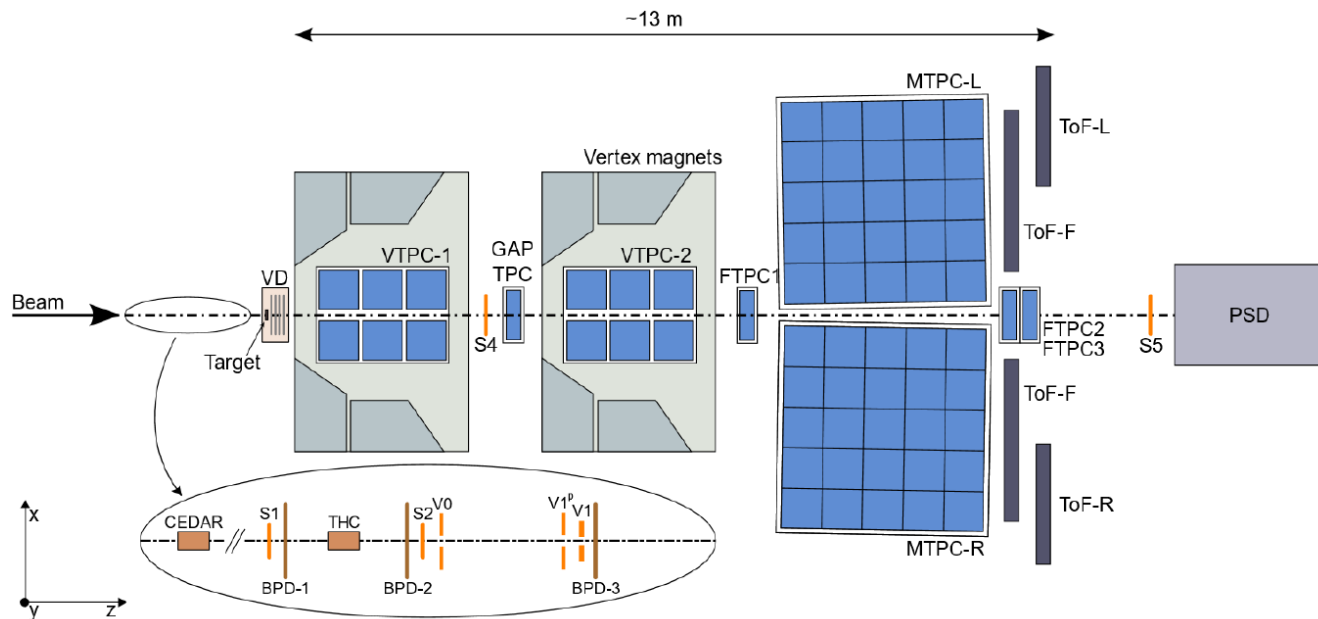 ~13 m
MTPC-L
ToF-L
Vertex magnets
ToF-F
VTPC-1
GAP
TPC
VTPC-2
FTPC1
VD
Beam
Target
S4
FTPC2
FTPC3
S5
PSD
ToF-F
ToF-R
MTPC-R
x
y
z
CEDAR
S1
BPD-1
THC
BPD-2
S2
V0
V1ᵖ
V1
BPD-3